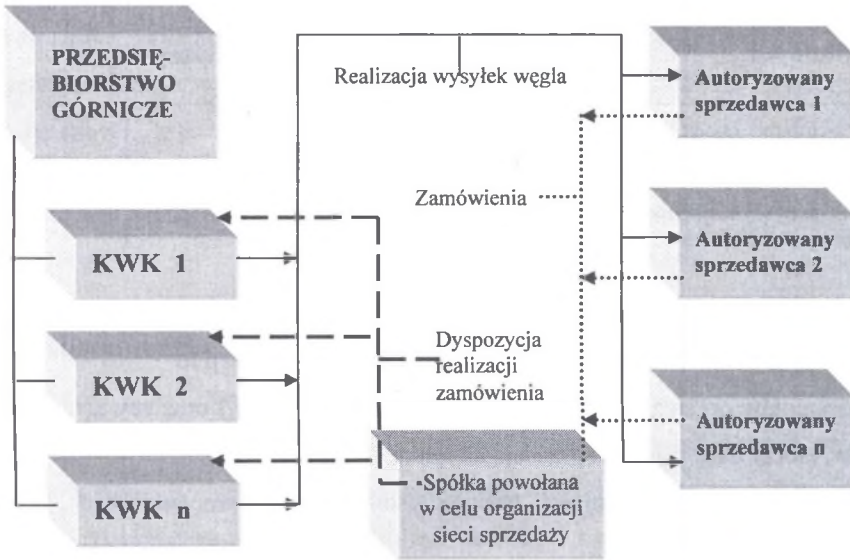 PRZEDSIĘ-
BIORSTWO
GÓRNICZE
Realizacja wysyłek węgla
Autoryzowany
sprzedawca 1
Zamówienia
KWK 1
Autoryzowany
sprzedawca 2
KWK 2
Dyspozycja
realizacji
zamówienia
Autoryzowany
sprzedawca n
KWK n
Spółka powołana
w celu organizacji
sieci sprzedaży